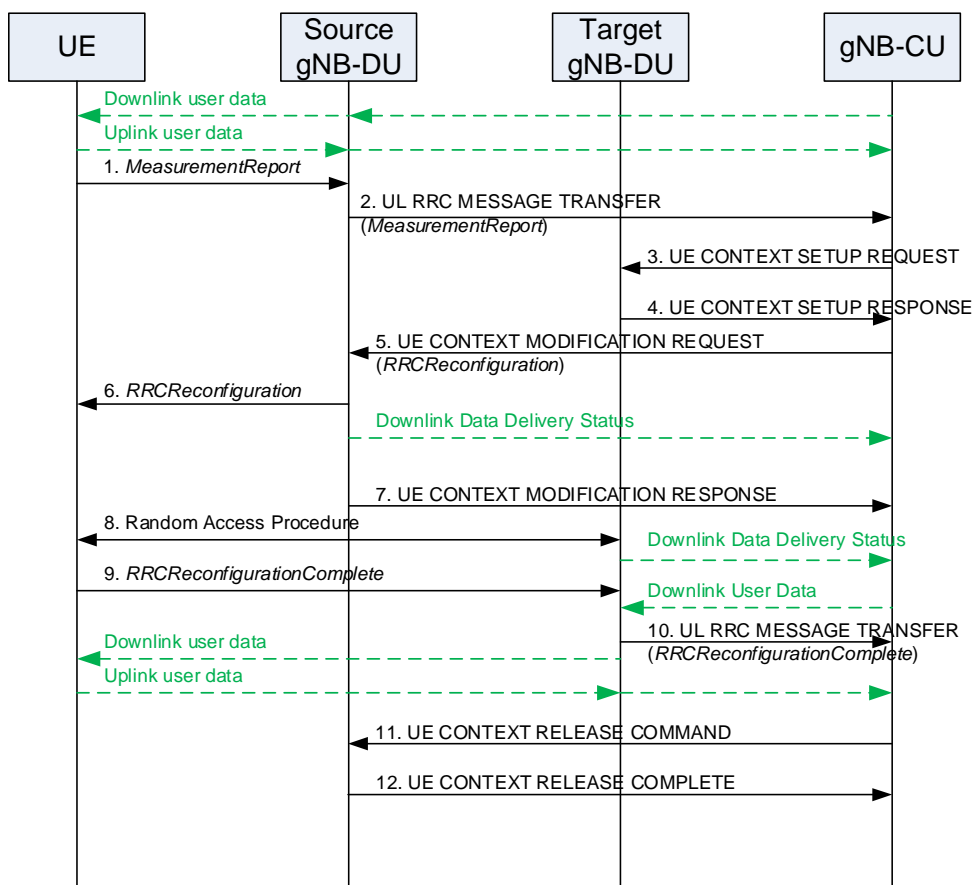 UE
Source
gNB-DU
Target
gNB-DU
gNB-CU
Downlink user data
Uplink user data
1. MeasurementReport
2. UL RRC MESSAGE TRANSFER
(MeasurementReport)
3. UE CONTEXT SETUP REQUEST
4. UE CONTEXT SETUP RESPONSE
5. UE CONTEXT MODIFICATION REQUEST
(RRCReconfiguration)
6. RRCReconfiguration
Downlink Data Delivery Status
7. UE CONTEXT MODIFICATION RESPONSE
8. Random Access Procedure
Downlink Data Delivery Status
9. RRCReconfigurationComplete
Downlink User Data
10. UL RRC MESSAGE TRANSFER
(RRCReconfigurationComplete)
Downlink user data
Uplink user data
11. UE CONTEXT RELEASE COMMAND
12. UE CONTEXT RELEASE COMPLETE